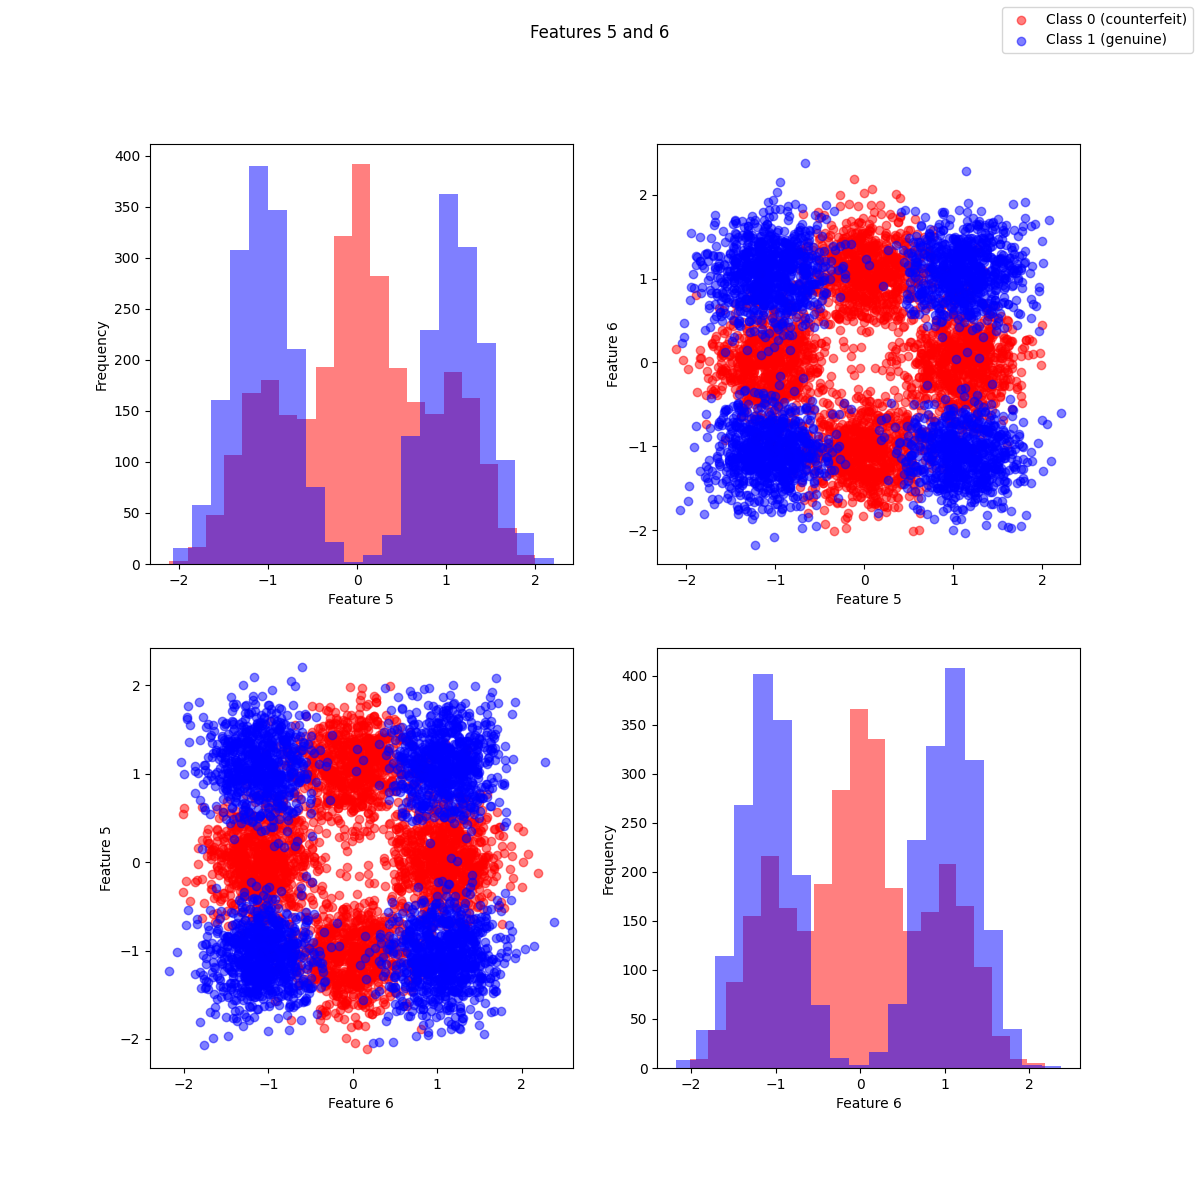 Features 5 and 6
Class 0 (counterfeit)
Class 1 (genuine)
400
350
300
250
200
150
100
50
0
Frequency
−2 −1 0 1 2
Feature 5
2
1
0
−1
−2
Feature 6
−2 −1 0 1 2
Feature 5
2
1
0
−1
−2
Feature 5
−2 −1 0 1 2
Feature 6
400
350
300
250
200
150
100
50
0
Frequency
−2 −1 0 1 2
Feature 6